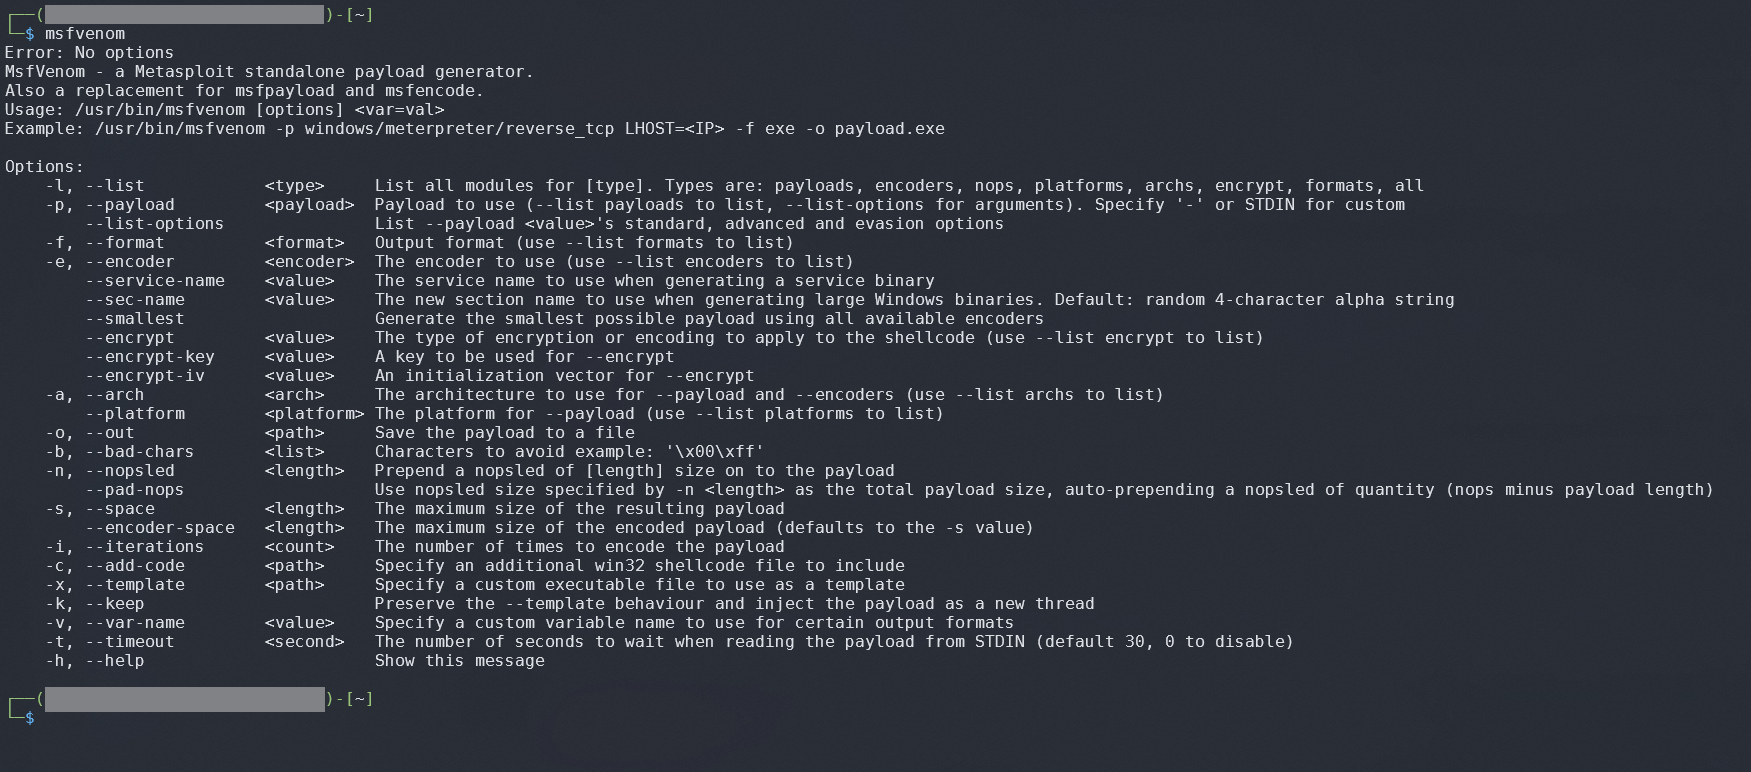 ┌──()-[~]
└─$ msfvenom
Error: No options
MsfVenom - a Metasploit standalone payload generator.
Also a replacement for msfpayload and msfencode.
Usage: /usr/bin/msfvenom [options] <var=val>
Example: /usr/bin/msfvenom -p windows/meterpreter/reverse_tcp LHOST=<IP> -f exe -o payload.exe

Options:
    -l, --list            <type>     List all modules for [type]. Types are: payloads, encoders, nops, platforms, archs, encrypt, formats, all
    -p, --payload         <payload>  Payload to use (--list payloads to list, --list-options for arguments). Specify '-' or STDIN for custom
        --list-options               List --payload <value>'s standard, advanced and evasion options
    -f, --format          <format>   Output format (use --list formats to list)
    -e, --encoder         <encoder>  The encoder to use (use --list encoders to list)
        --service-name    <value>    The service name to use when generating a service binary
        --sec-name        <value>    The new section name to use when generating large Windows binaries. Default: random 4-character alpha string
        --smallest                   Generate the smallest possible payload using all available encoders
        --encrypt         <value>    The type of encryption or encoding to apply to the shellcode (use --list encrypt to list)
        --encrypt-key     <value>    A key to be used for --encrypt
        --encrypt-iv      <value>    An initialization vector for --encrypt
    -a, --arch            <arch>     The architecture to use for --payload and --encoders (use --list archs to list)
        --platform        <platform> The platform for --payload (use --list platforms to list)
    -o, --out             <path>     Save the payload to a file
    -b, --bad-chars       <list>     Characters to avoid example: '\x00\xff'
    -n, --nopsled         <length>   Prepend a nopsled of [length] size on to the payload
        --pad-nops                   Use nopsled size specified by -n <length> as the total payload size, auto-prepending a nopsled of quantity (nops minus payload length)
    -s, --space           <length>   The maximum size of the resulting payload
        --encoder-space   <length>   The maximum size of the encoded payload (defaults to the -s value)
    -i, --iterations      <count>    The number of times to encode the payload
    -c, --add-code        <path>     Specify an additional win32 shellcode file to include
    -x, --template        <path>     Specify a custom executable file to use as a template
    -k, --keep                       Preserve the --template behaviour and inject the payload as a new thread
    -v, --var-name        <value>    Specify a custom variable name to use for certain output formats
    -t, --timeout         <second>   The number of seconds to wait when reading the payload from STDIN (default 30, 0 to disable)
    -h, --help                       Show this message

┌──()-[~]
└─$